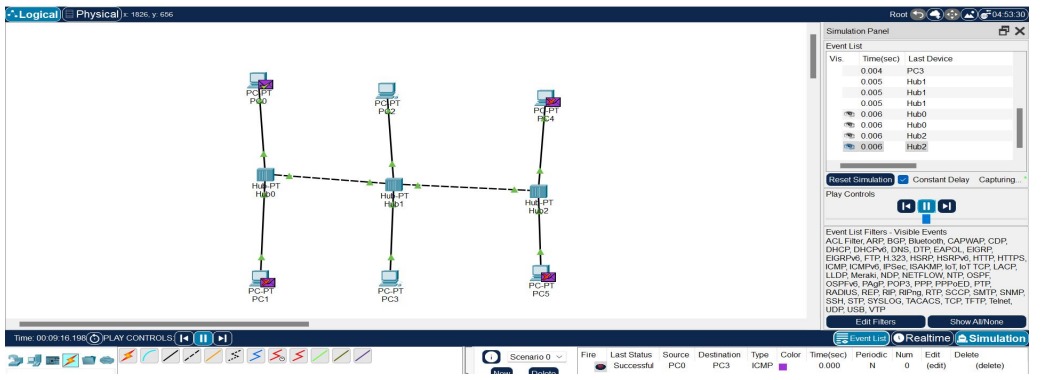 Logical Physical x: 1826, y: 656 Root 04:53:30
Simulation Panel
Event List
Vis. Time(sec) Last Device
0.004 PC3
0.005 Hub1
0.005 Hub1
0.005 Hub1
0.006 Hub0
0.006 Hub0
0.006 Hub2
0.006 Hub2
Reset Simulation Constant Delay Capturing...
Play Controls
Event List Filters - Visible Events
ACL Filter, ARP, BGP, Bluetooth, CAPWAP, CDP,
DHCP, DHCPv6, DNS, DTP, EAPOL, EIGRP,
EIGRPv6, FTP, H.323, HSRP, HSRPv6, HTTP, HTTPS,
ICMP, ICMPv6, IPSec, ISAKMP, IoT, IoT TCP, LACP,
LLDP, Meraki, NDP, NETFLOW, NTP, OSPF,
OSPFv6, PAgP, POP3, PPP, PPPoED, PTP,
RADIUS, REP, RIP, RIPng, RTP, SCCP, SMTP, SNMP,
SSH, STP, SYSLOG, TACACS, TCP, TFTP, Telnet,
UDP, USB, VTP
Edit Filters Show All/None
PC-PT
PC0
PC-PT
PC2
PC-PT
PC4
Hub-PT
Hub0
Hub-PT
Hub1
Hub-PT
Hub2
PC-PT
PC1
PC-PT
PC3
PC-PT
PC5
Time: 00:09:16.198 PLAY CONTROLS: Event List Realtime Simulation
Scenario 0
New Delete
Fire Last Status Source Destination Type Color Time(sec) Periodic Num Edit Delete
Successful PC0 PC3 ICMP 0.000 N 0 (edit) (delete)